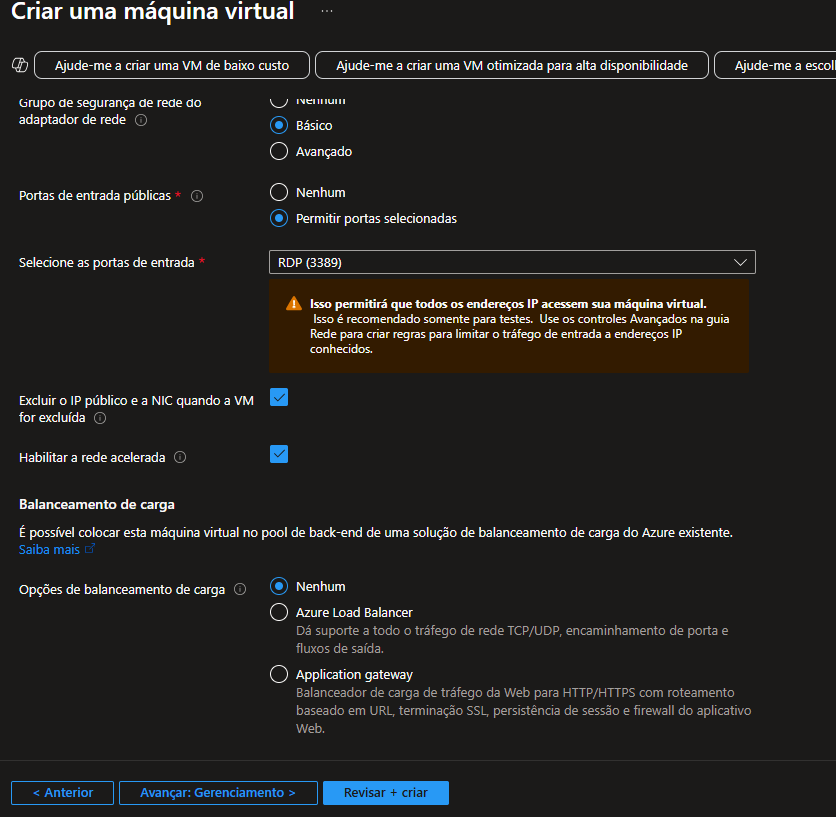 Criar uma máquina virtual ...
Ajude-me a criar uma VM de baixo custo
Ajude-me a criar uma VM otimizada para alta disponibilidade
Ajude-me a escol
Grupo de segurança de rede do
adaptador de rede
Nenhum
Básico
Avançado
Portas de entrada públicas *
Nenhum
Permitir portas selecionadas
Selecione as portas de entrada *
RDP (3389)
Isso permitirá que todos os endereços IP acessem sua máquina virtual.
Isso é recomendado somente para testes. Use os controles Avançados na guia
Rede para criar regras para limitar o tráfego de entrada a endereços IP
conhecidos.
Excluir o IP público e a NIC quando a VM
for excluída
Habilitar a rede acelerada
Balanceamento de carga
É possível colocar esta máquina virtual no pool de back-end de uma solução de balanceamento de carga do Azure existente.
Saiba mais
Opções de balanceamento de carga
Nenhum
Azure Load Balancer
Dá suporte a todo o tráfego de rede TCP/UDP, encaminhamento de porta e
fluxos de saída.
Application gateway
Balanceador de carga de tráfego da Web para HTTP/HTTPS com roteamento
baseado em URL, terminação SSL, persistência de sessão e firewall do aplicativo
Web.
< Anterior
Avançar: Gerenciamento >
Revisar + criar